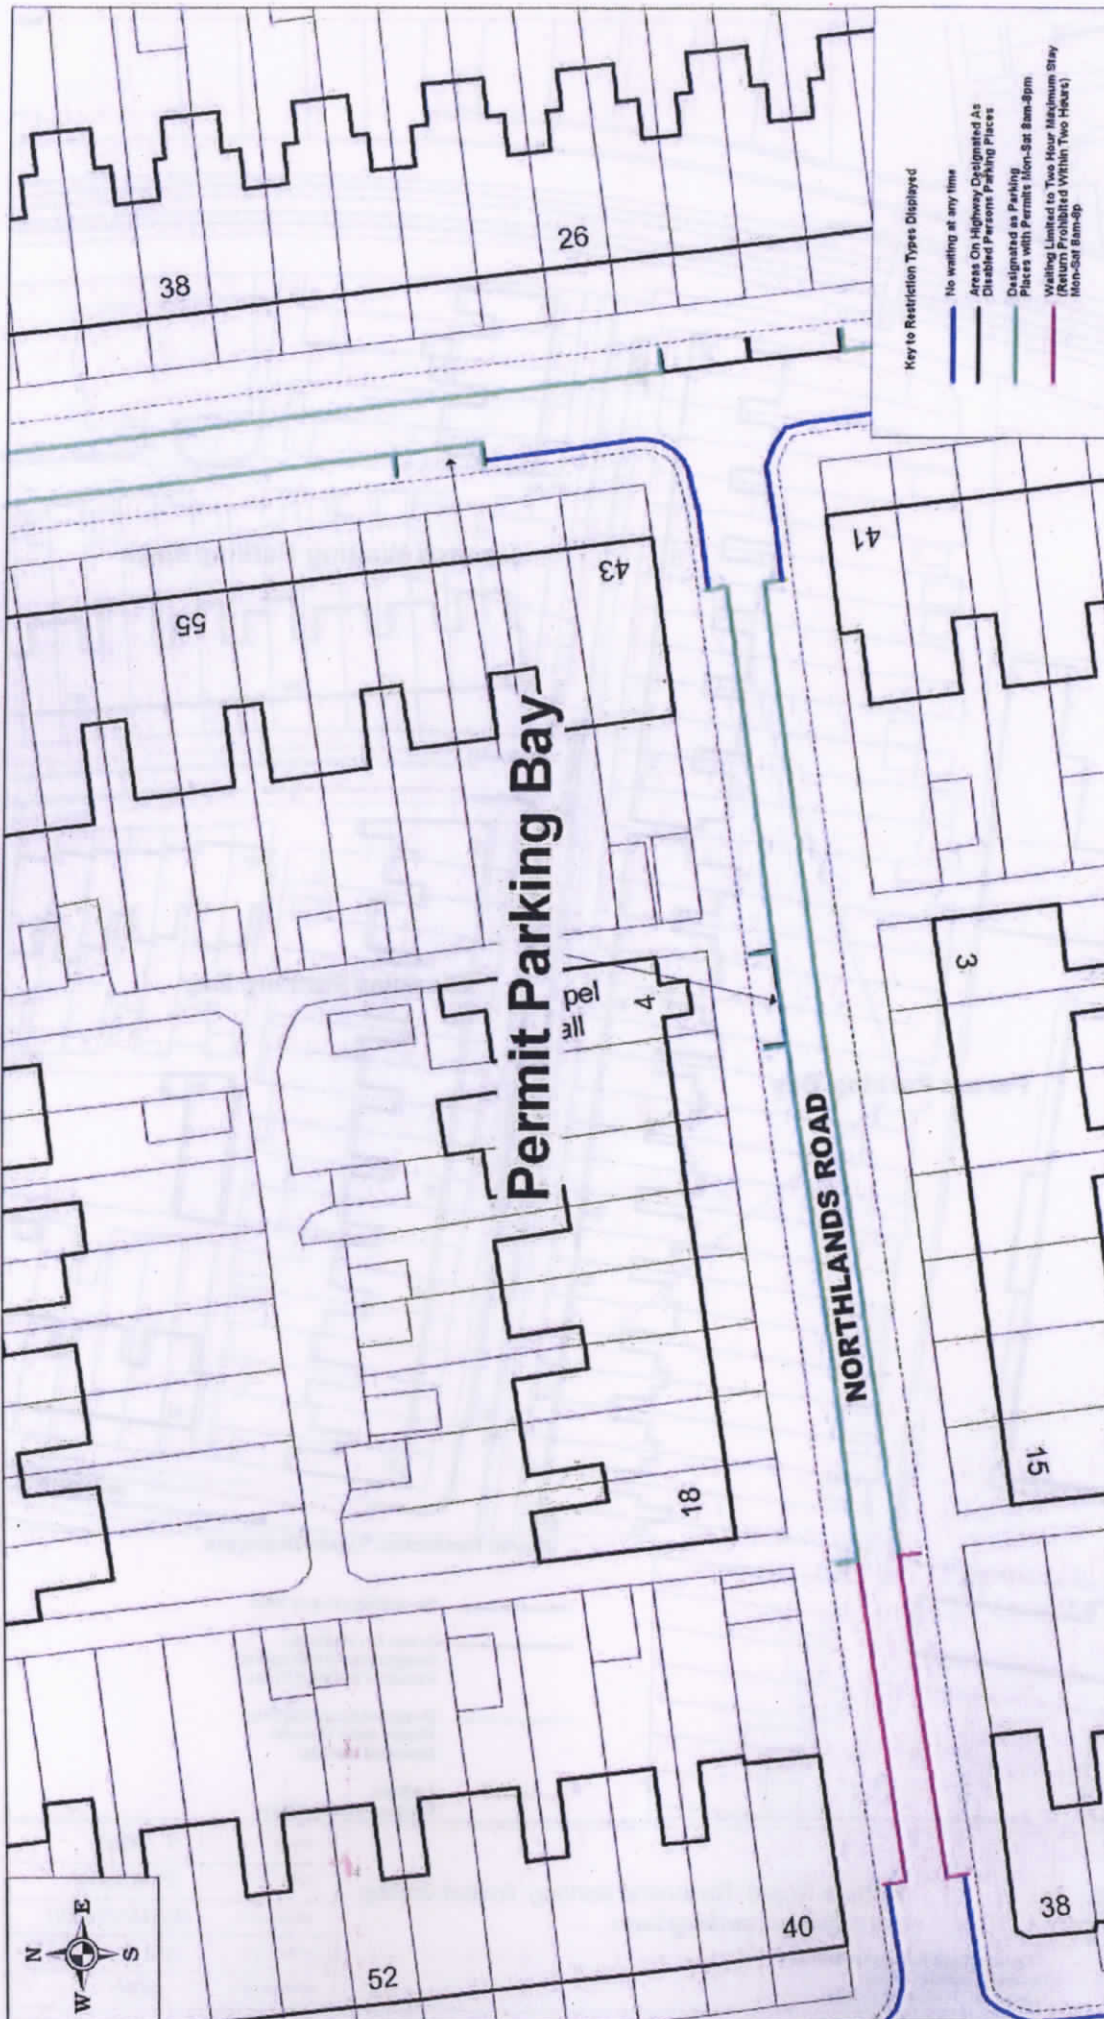 38
26
55
43
41
Permit Parking Bay
pel
all
4
3
NORTHLANDS ROAD
18
15
52
40
38
N
W E
S
Key to Restriction Types Displayed
No waiting at any time
Areas On Highway Designated As
Disabled Persons Parking Places
Designated as Parking
Places with Permits Mon-Sat 8am-8pm
Waiting Limited to Two Hour Maximum Stay
(Return Prohibited Within Two Hours)
Mon-Sat 8am-8p